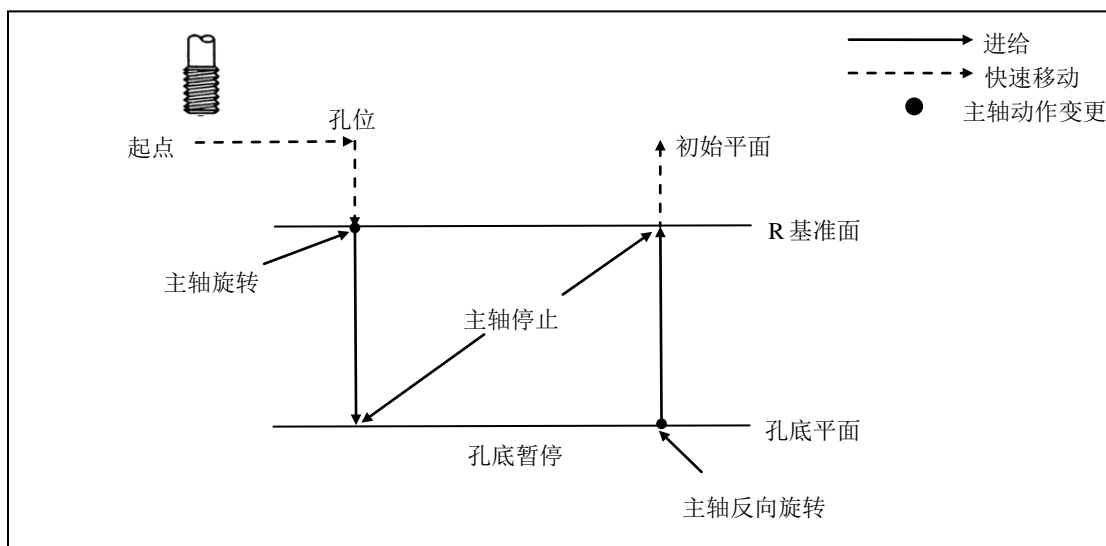 进给
快速移动
主轴动作变更
孔位
起点
初始平面
R 基准面
主轴旋转
主轴停止
孔底平面
孔底暂停
主轴反向旋转